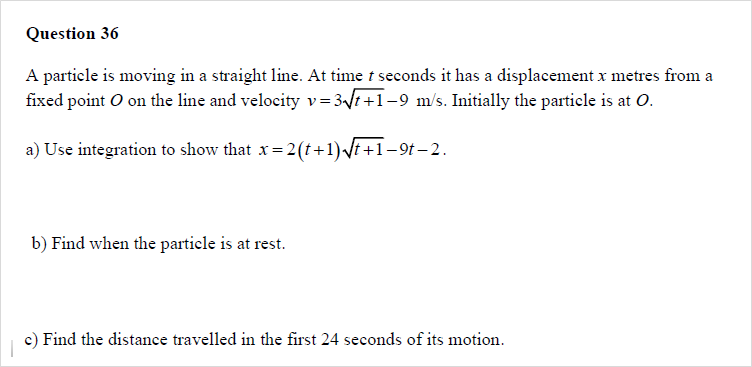 Question 36
A particle is moving in a straight line. At time t seconds it has a displacement x metres from a
fixed point O on the line and velocity v = 3√(t+1) − 9 m/s. Initially the particle is at O.
a) Use integration to show that x = 2(t+1)√(t+1) − 9t − 2.
b) Find when the particle is at rest.
c) Find the distance travelled in the first 24 seconds of its motion.